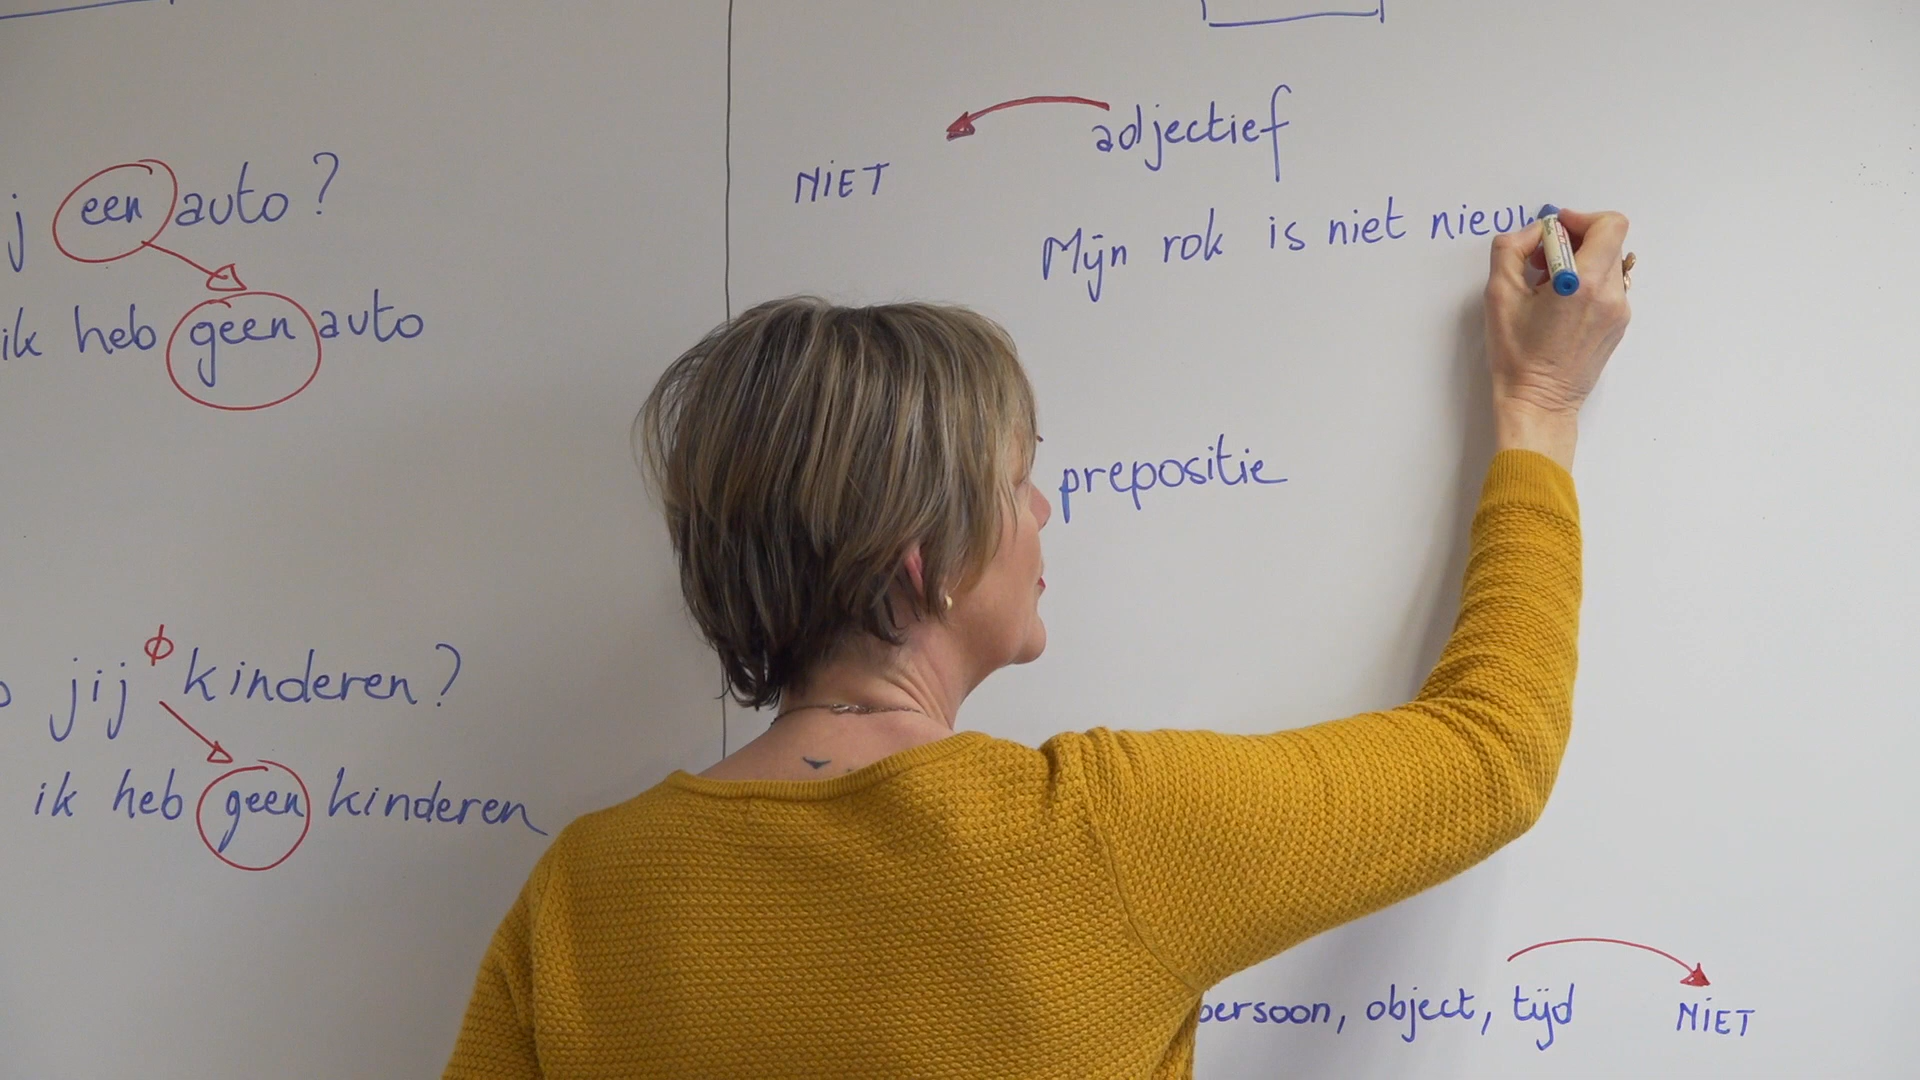 j een auto?
ik heb geen auto
jij ϕ kinderen?
ik heb geen kinderen
adjectief
NIET
Mijn rok is niet nieuw
prepositie
persoon, object, tijd
NIET